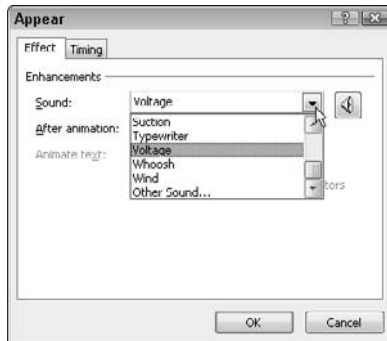 Appear
Effect Timing
Enhancements
Sound: Voltage
After animation:
Animate text:
Suction
Typewriter
Voltage
Whoosh
Wind
Other Sound...
OK Cancel